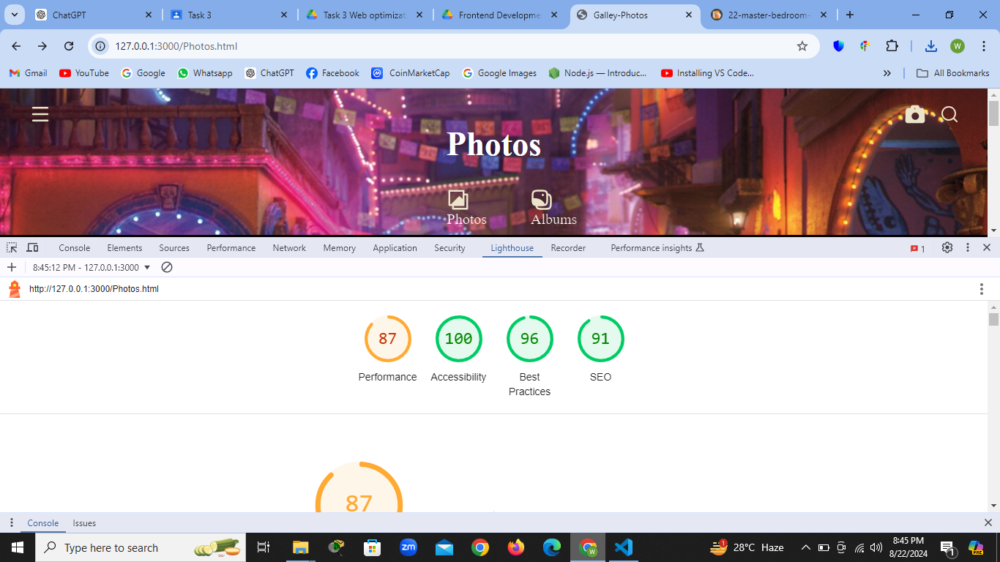 ChatGPT
Task 3
Task 3 Web optimizat
Frontend Developme
Galley-Photos
22-master-bedroom-
127.0.0.1:3000/Photos.html
W
Gmail
YouTube
Google
Whatsapp
ChatGPT
Facebook
CoinMarketCap
Google Images
Node.js — Introduc...
Installing VS Code...
All Bookmarks
Photos
Photos
Albums
Console
Elements
Sources
Performance
Network
Memory
Application
Security
Lighthouse
Recorder
Performance insights
1
8:45:12 PM - 127.0.0.1:3000
http://127.0.0.1:3000/Photos.html
87
100
96
91
Performance
Accessibility
Best
Practices
SEO
87
Console
Issues
Type here to search
zm
W
1
28°C Haze
8:45 PM
8/22/2024
1
PRE